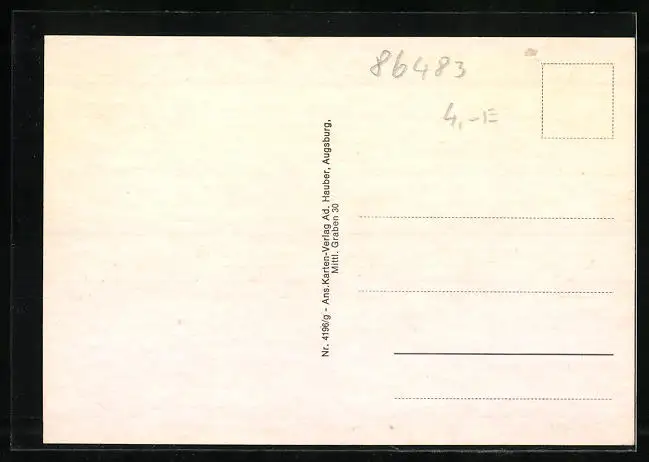 86483
4,-E
Nr. 4196/g - Ans.Karten-Verlag Ad. Hauber, Augsburg,
Mittl. Graben 30